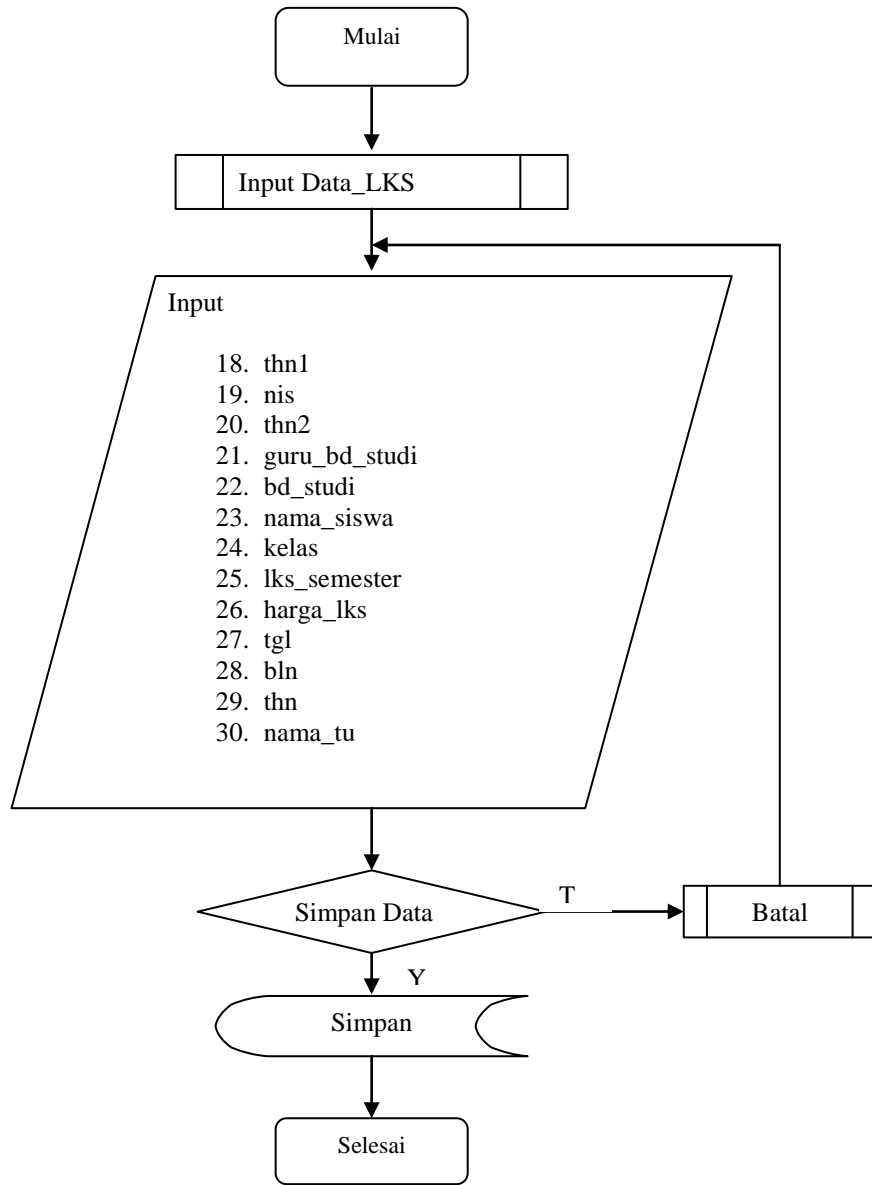 Mulai
Input Data_LKS
Input
18. thn1
19. nis
20. thn2
21. guru_bd_studi
22. bd_studi
23. nama_siswa
24. kelas
25. lks_semester
26. harga_lks
27. tgl
28. bln
29. thn
30. nama_tu
Simpan Data
T
Batal
Y
Simpan
Selesai